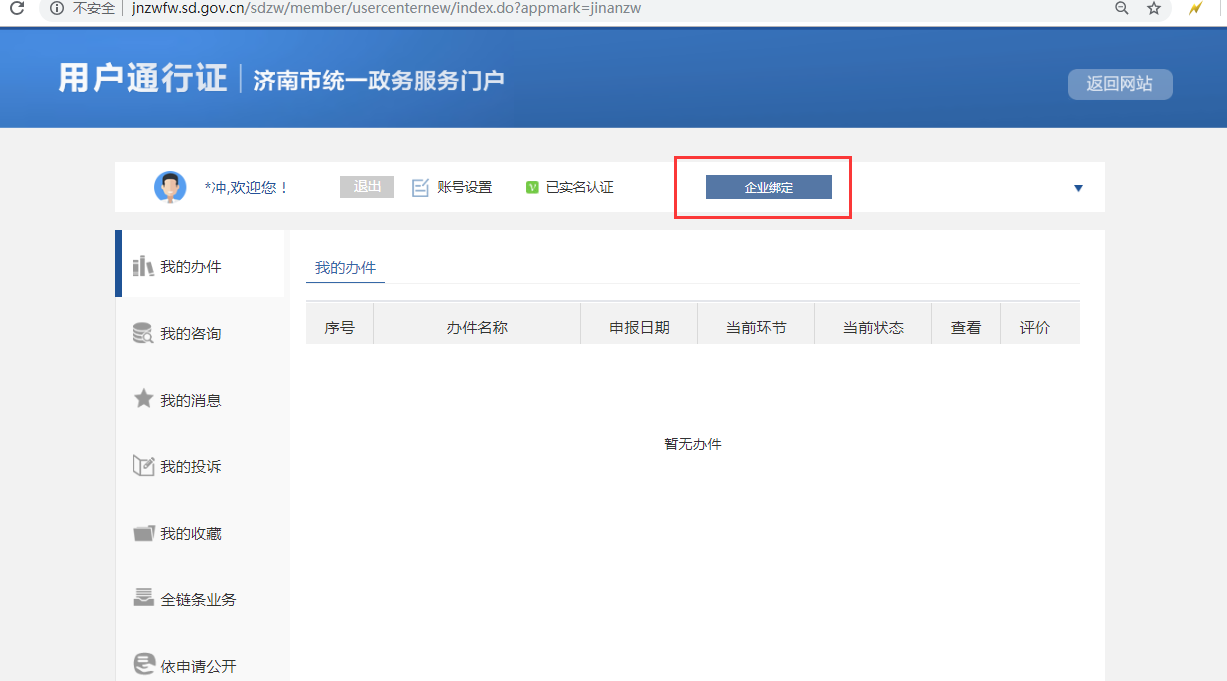 不安全 jnzwfw.sd.gov.cn/sdzw/member/usercenternew/index.do?appmark=jinanzw
用户通行证 济南市统一政务服务门户
返回网站
*冲,欢迎您！ 退出 账号设置 V 已实名认证 企业绑定
我的办件
我的咨询
我的消息
我的投诉
我的收藏
全链条业务
依申请公开
我的办件
序号 办件名称 申报日期 当前环节 当前状态 查看 评价
暂无办件